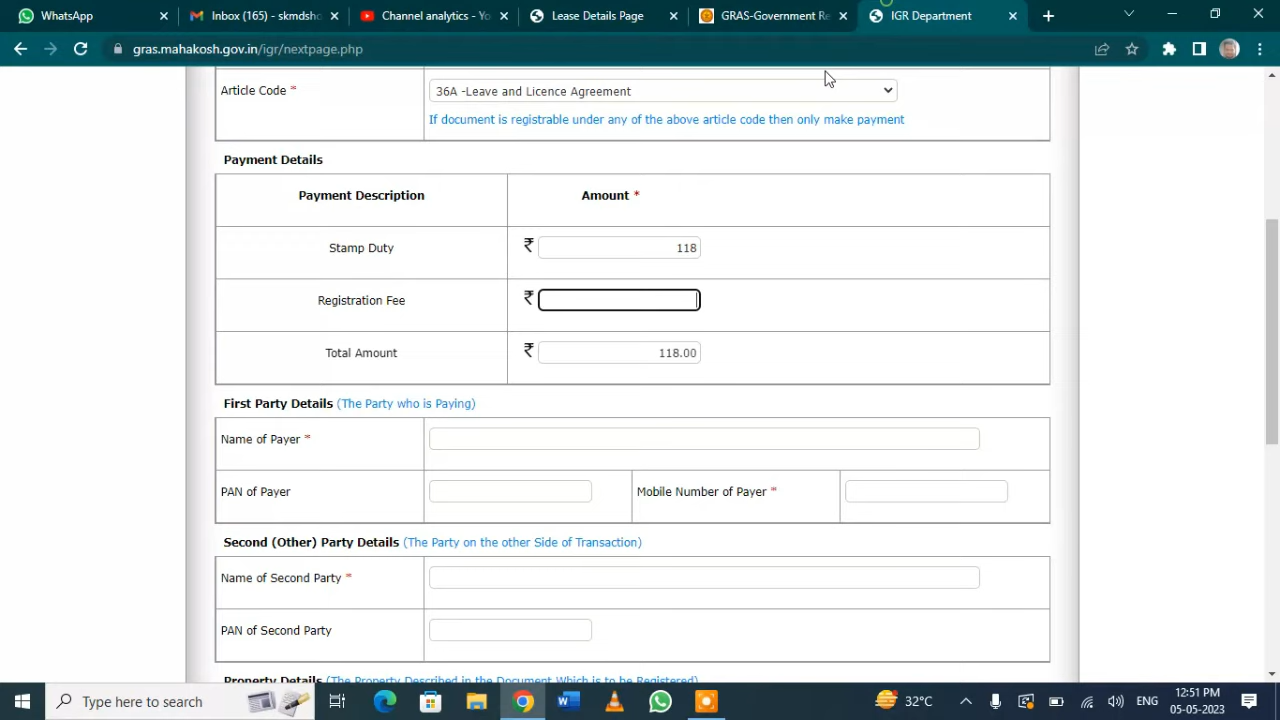 WhatsApp
Inbox (165) - skmdsho
Channel analytics - Yo
Lease Details Page
GRAS-Government Re
IGR Department
gras.mahakosh.gov.in/igr/nextpage.php
Article Code *
36A -Leave and Licence Agreement
If document is registrable under any of the above article code then only make payment
Payment Details
Payment Description
Amount *
Stamp Duty
₹ 118
Registration Fee
₹
Total Amount
₹ 118.00
First Party Details (The Party who is Paying)
Name of Payer *
PAN of Payer
Mobile Number of Payer *
Second (Other) Party Details (The Party on the other Side of Transaction)
Name of Second Party *
PAN of Second Party
Property Details (The Property Described in the Document Which is to be Registered)
Type here to search
32°C
ENG
12:51 PM
05-05-2023